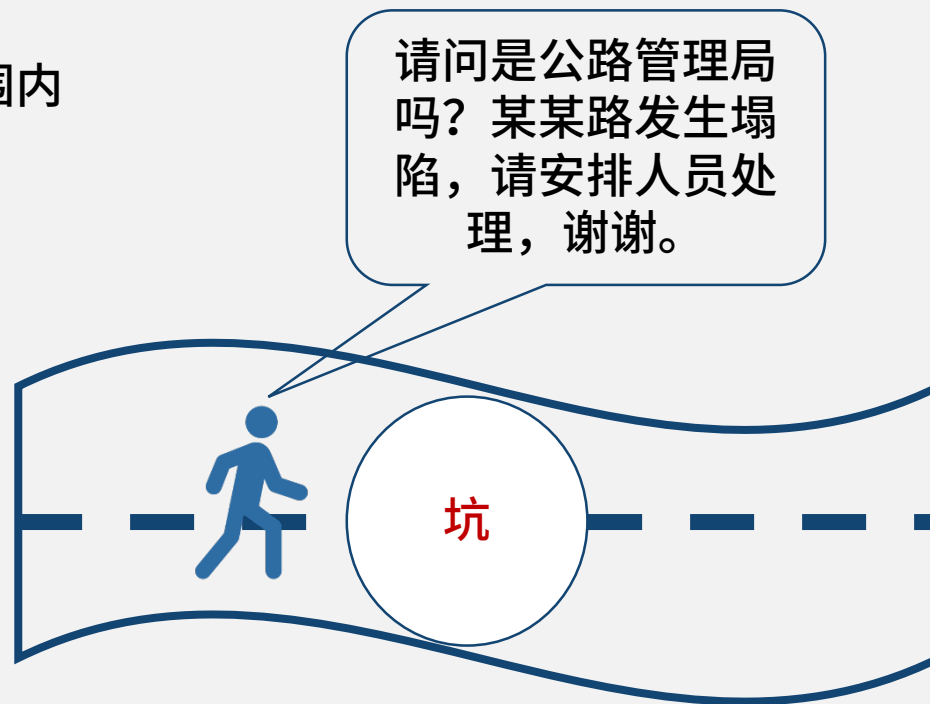 围内
请问是公路管理局
吗？某某路发生塌
陷，请安排人员处
理，谢谢。
坑